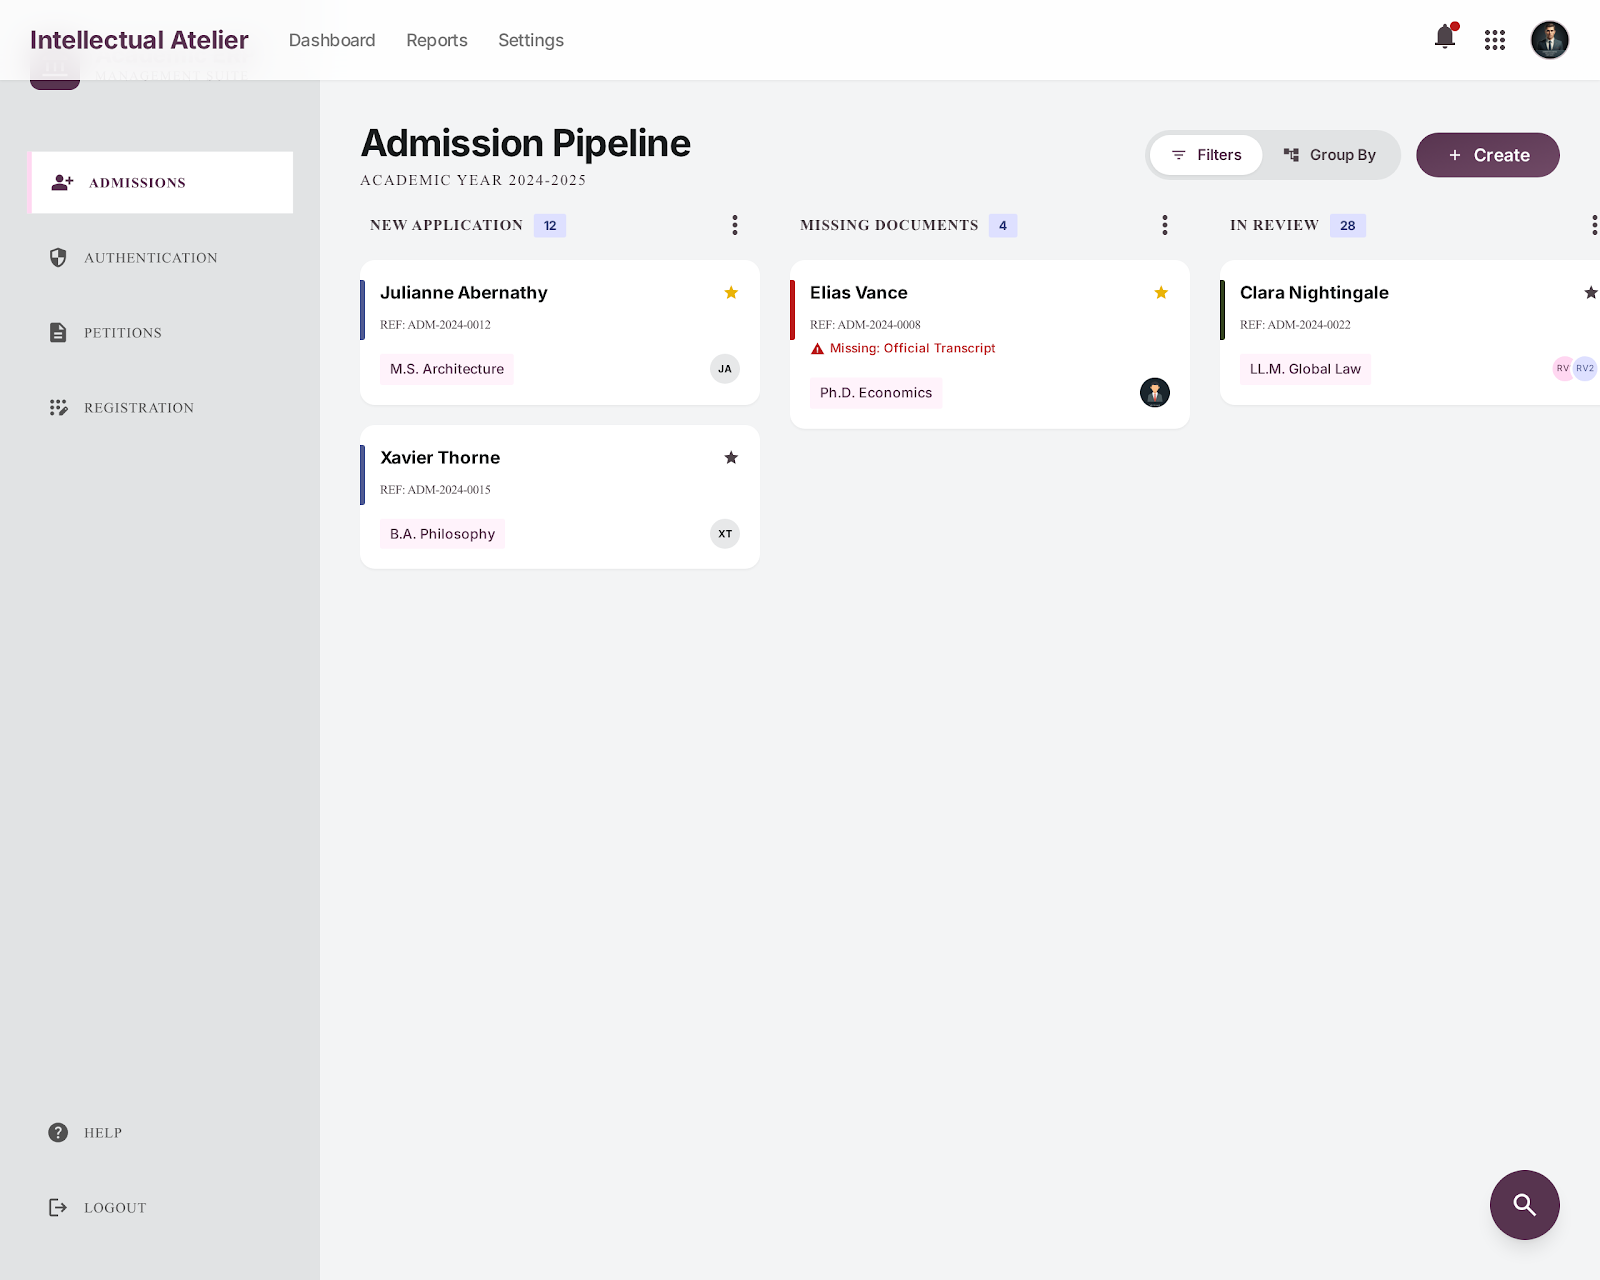 Intellectual Atelier
Dashboard
Reports
Settings
MANAGEMENT SUITE
ADMISSIONS
AUTHENTICATION
PETITIONS
REGISTRATION
HELP
LOGOUT
Admission Pipeline
ACADEMIC YEAR 2024-2025
Filters
Group By
+ Create
NEW APPLICATION 12
Julianne Abernathy
REF: ADM-2024-0012
M.S. Architecture
JA
Xavier Thorne
REF: ADM-2024-0015
B.A. Philosophy
XT
MISSING DOCUMENTS 4
Elias Vance
REF: ADM-2024-0008
Missing: Official Transcript
Ph.D. Economics
IN REVIEW 28
Clara Nightingale
REF: ADM-2024-0022
LL.M. Global Law
RV
RV2